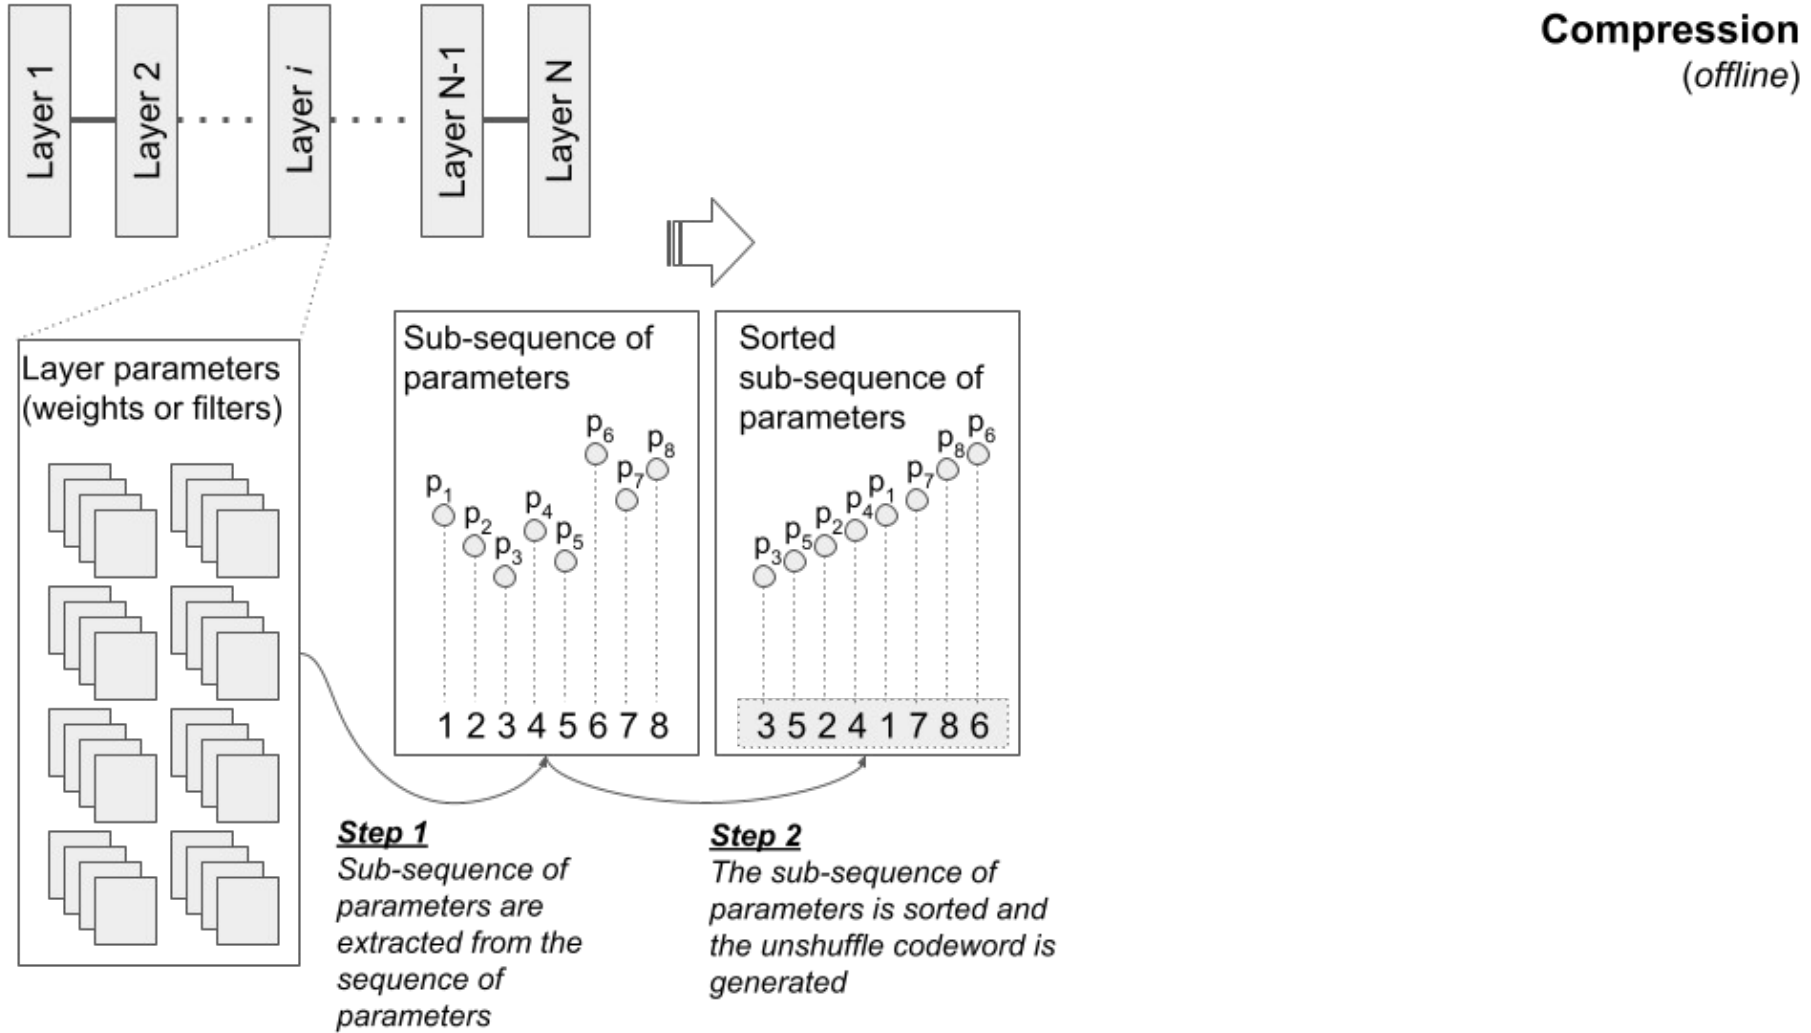 Layer 1
Layer 2
Layer i
Layer N-1
Layer N
Compression
(offline)
Layer parameters
(weights or filters)
Sub-sequence of
parameters
p1
p2
p3
p4
p5
p6
p7
p8
1 2 3 4 5 6 7 8
Sorted
sub-sequence of
parameters
p3
p5
p2
p4
p1
p7
p8
p6
3 5 2 4 1 7 8 6
Step 1
Sub-sequence of
parameters are
extracted from the
sequence of
parameters
Step 2
The sub-sequence of
parameters is sorted and
the unshuffle codeword is
generated